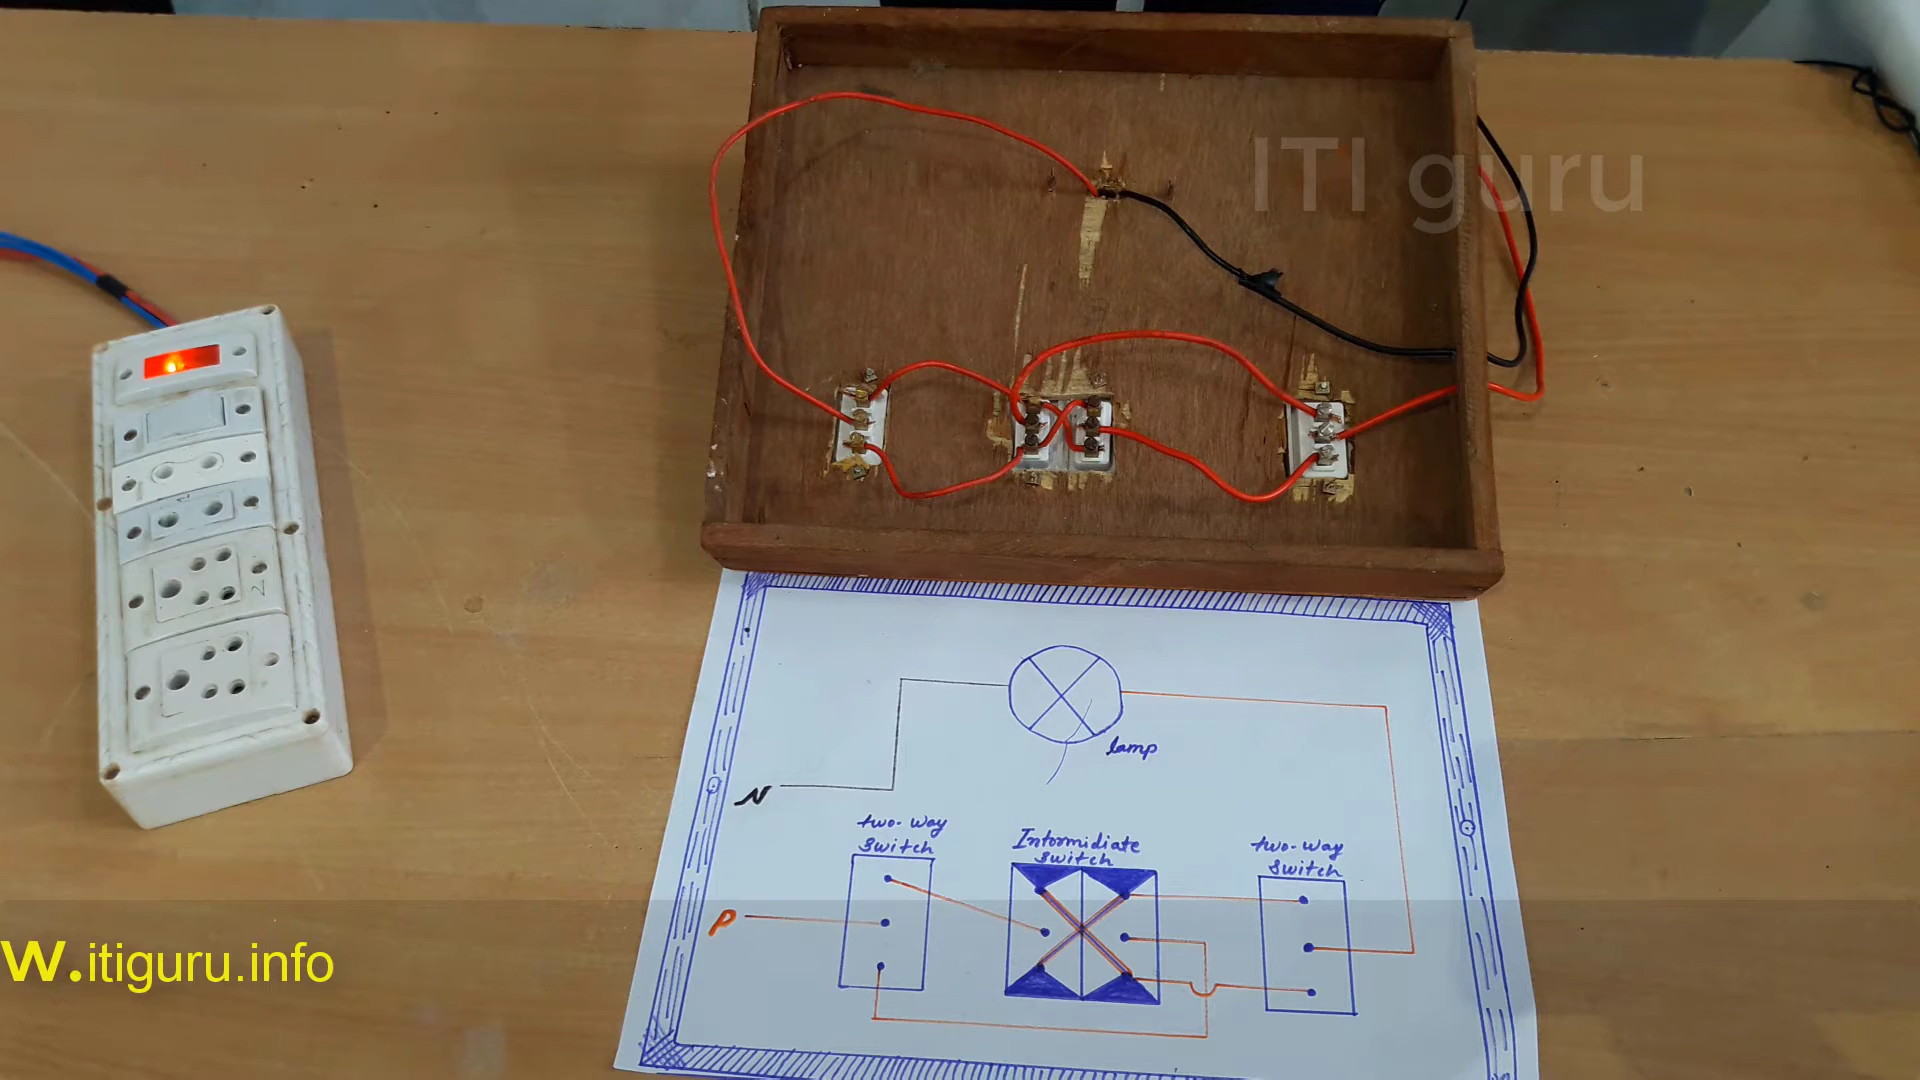 ITI guru
lamp
N
two-way
switch
Intormidiate
switch
two-way
switch
P
W.itiguru.info